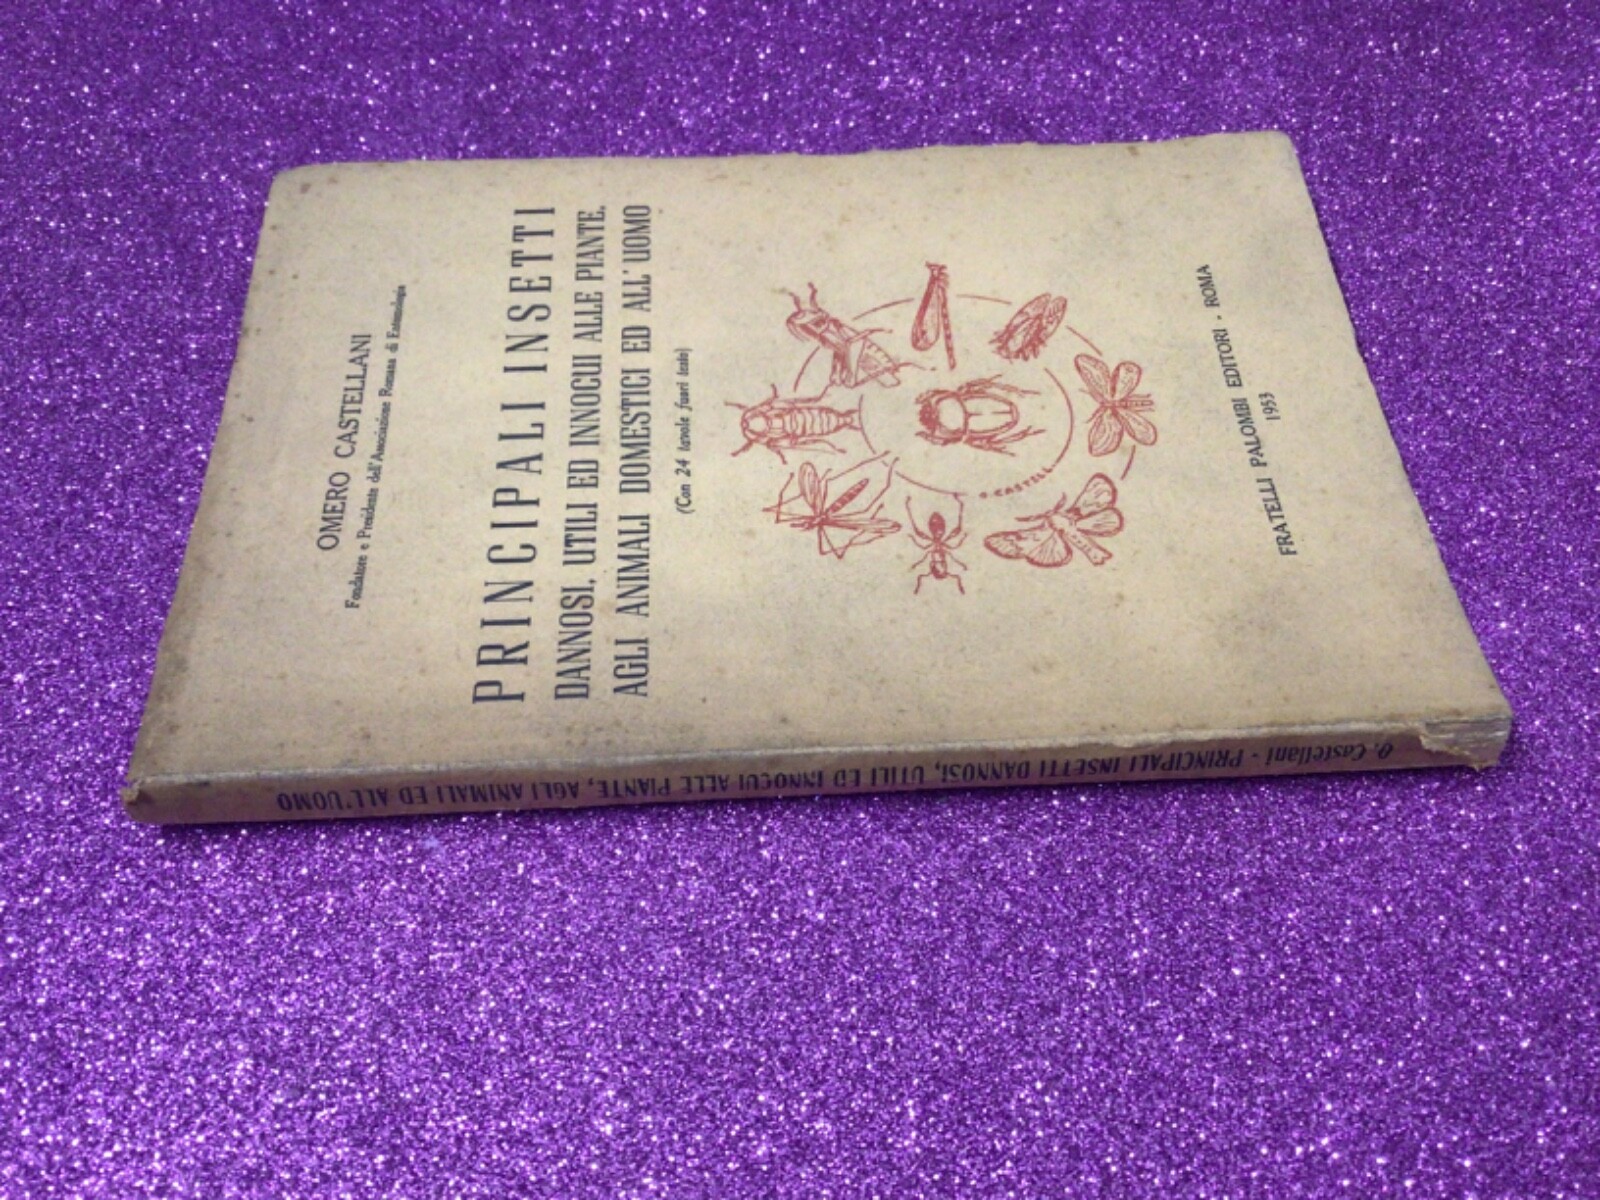 OMERO CASTELLANI
Fondatore e Presidente dell'Associazione Romana di Entomologia
PRINCIPALI INSETTI
DANNOSI, UTILI ED INNOCUI ALLE PIANTE,
AGLI ANIMALI DOMESTICI ED ALL'UOMO
(Con 24 tavole fuori testo)
O. CASTELL.
FRATELLI PALOMBI EDITORI - ROMA
1953
O. Castellani - PRINCIPALI INSETTI DANNOSI, UTILI ED INNOCUI ALLE PIANTE, AGLI ANIMALI ED ALL'UOMO